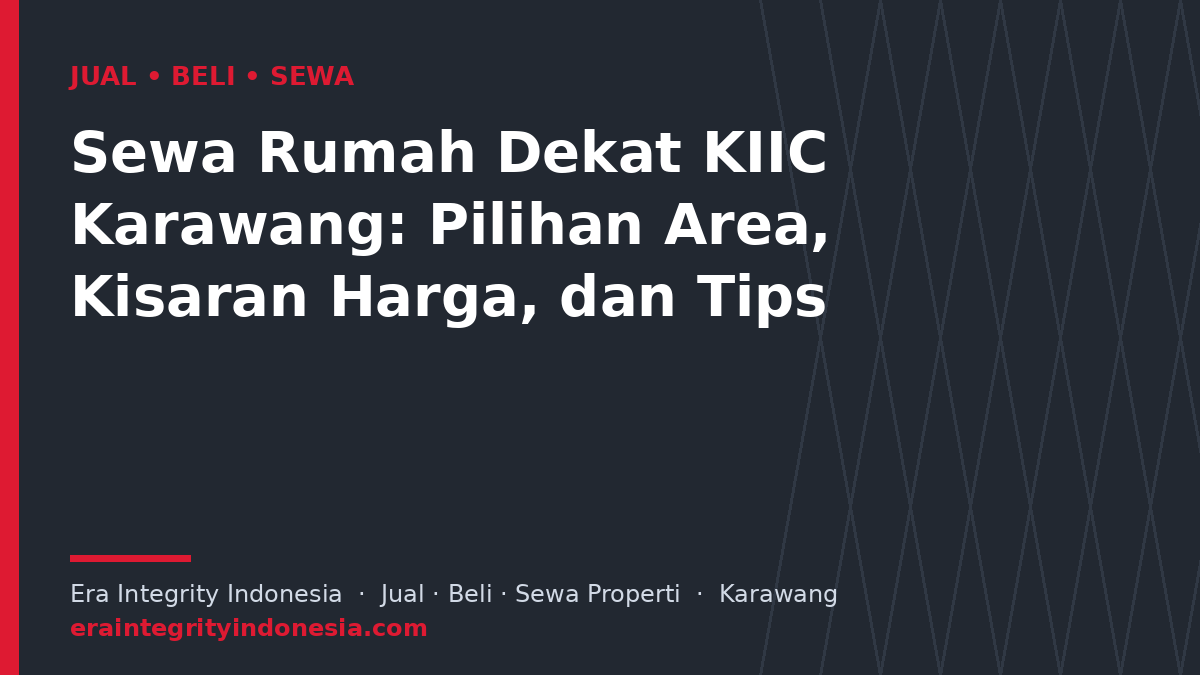 JUAL • BELI • SEWA
Sewa Rumah Dekat KIIC
Karawang: Pilihan Area,
Kisaran Harga, dan Tips
Era Integrity Indonesia · Jual · Beli · Sewa Properti · Karawang
eraintegrityindonesia.com